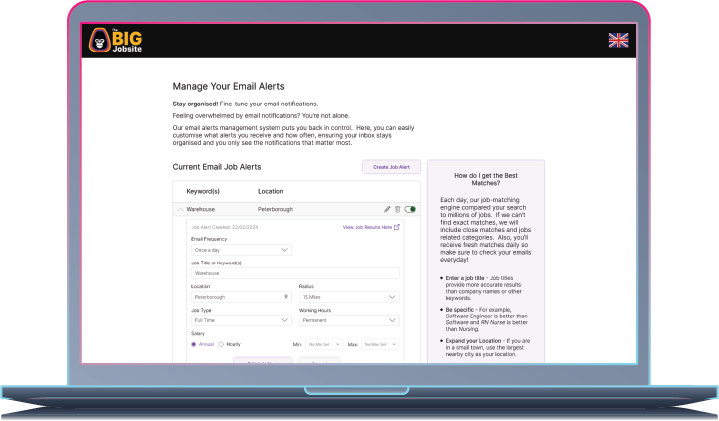 The
BIG
Jobsite
Manage Your Email Alerts
Stay organised! Fine-tune your email notifications.
Feeling overwhelmed by email notifications? You're not alone.
Our email alerts management system puts you back in control. Here, you can easily
customise what alerts you receive and how often, ensuring your inbox stays
organised and you only see the notifications that matter most.
Current Email Job Alerts
Create Job Alert
Keyword(s) Location
Warehouse Peterborough
Job Alert Created: 22/02/2024 View Job Results Here
Email Frequency
Once a day
Job Title or Keyword(s)
Warehouse
Location Radius
Peterborough 15 Miles
Job Type Working Hours
Full Time Permanent
Salary
Annual Hourly Min: No Min Set Max: No Max Set
How do I get the Best
Matches?
Each day, our job-matching
engine compared your search
to millions of jobs. If we can't
find exact matches, we will
include close matches and jobs
related categories. Also, you'll
receive fresh matches daily so
make sure to check your emails
everyday!
Enter a job title - Job titles
provide more accurate results
than company names or other
keywords.
Be specific - For example,
Software Engineer is better than
Software and RN Nurse is better
than Nursing.
Expand your Location - If you are
in a small town, use the largest
nearby city as your location.